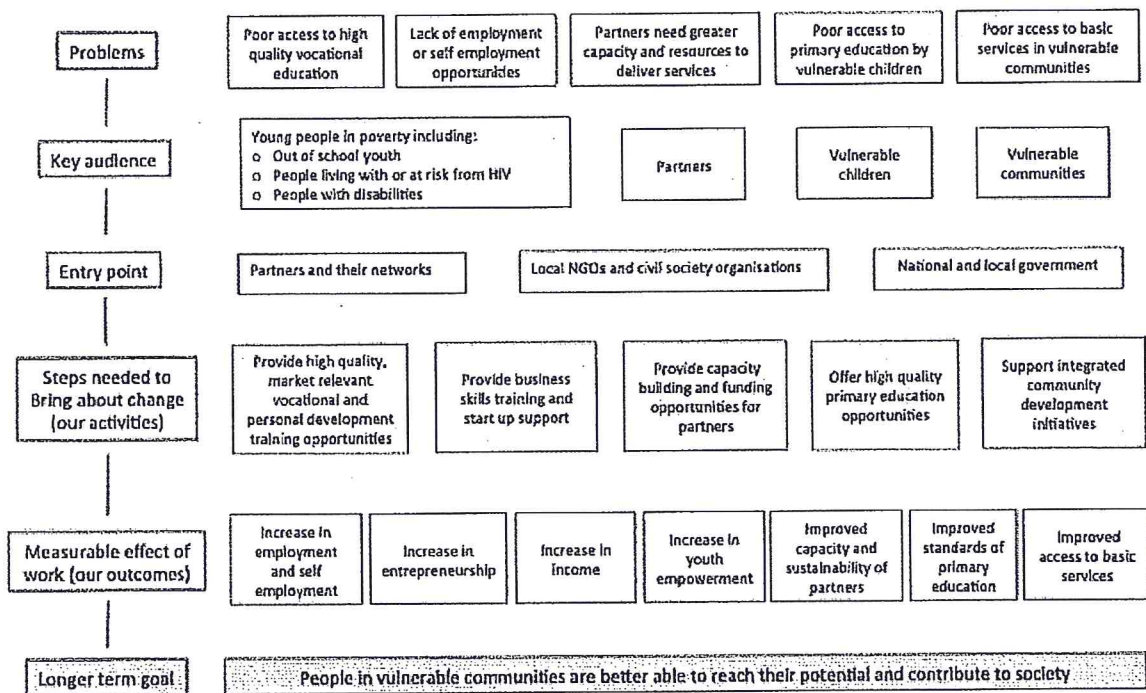 Problems
Poor access to high
quality vocational
education
Lack of employment
or self employment
opportunities
Partners need greater
capacity and resources to
deliver services
Poor access to
primary education by
vulnerable children
Poor access to basic
services in vulnerable
communities
Key audience
Young people in poverty including:
o Out of school youth
o People living with or at risk from HIV
o People with disabilities
Partners
Vulnerable
children
Vulnerable
communities
Entry point
Partners and their networks
Local NGOs and civil society organisations
National and local government
Steps needed to
Bring about change
(our activities)
Provide high quality,
market relevant
vocational and
personal development
training opportunities
Provide business
skills training and
start up support
Provide capacity
building and funding
opportunities for
partners
Offer high quality
primary education
opportunities
Support integrated
community
development
initiatives
Measurable effect of
work (our outcomes)
Increase in
employment
and self
employment
Increase in
entrepreneurship
Increase in
income
Increase in
youth
empowerment
Improved
capacity and
sustainability of
partners
Improved
standards of
primary
education
Improved
access to basic
services
Longer term goal
People in vulnerable communities are better able to reach their potential and contribute to society